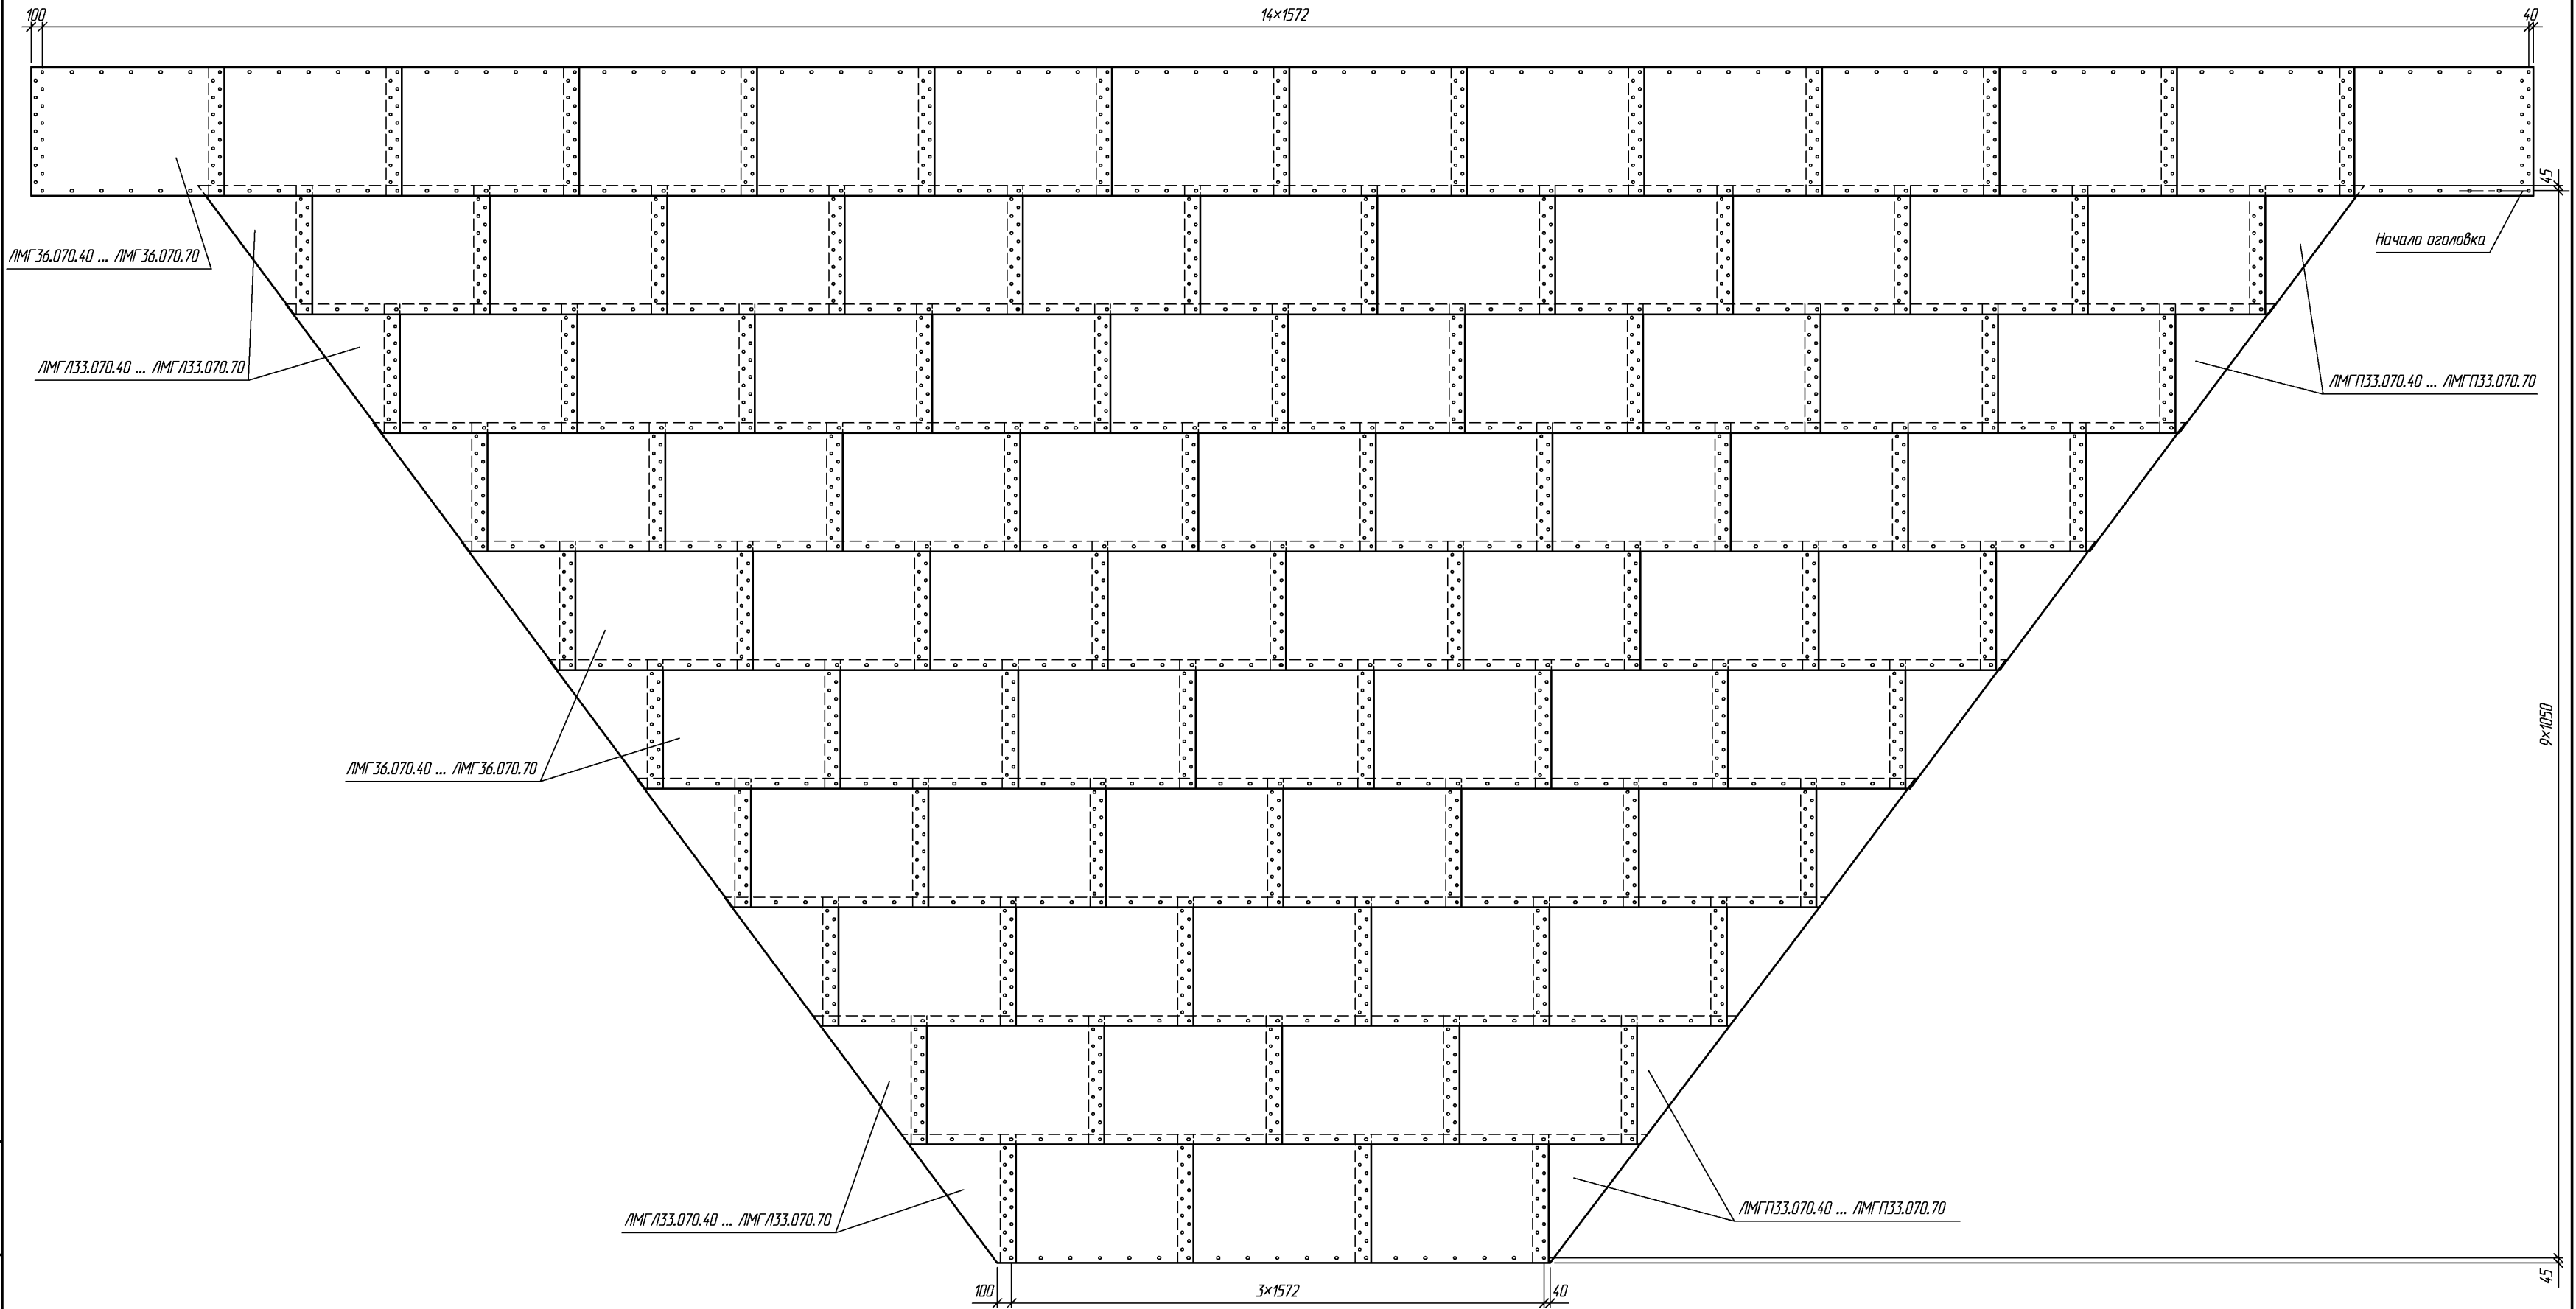 100
14×1572
40
45
ЛМГ36.070.40 ... ЛМГ36.070.70
Начало оголовка
ЛМГЛ33.070.40 ... ЛМГЛ33.070.70
ЛМГП33.070.40 ... ЛМГП33.070.70
9×1050
ЛМГ36.070.40 ... ЛМГ36.070.70
ЛМГЛ33.070.40 ... ЛМГЛ33.070.70
ЛМГП33.070.40 ... ЛМГП33.070.70
45
100
3×1572
40